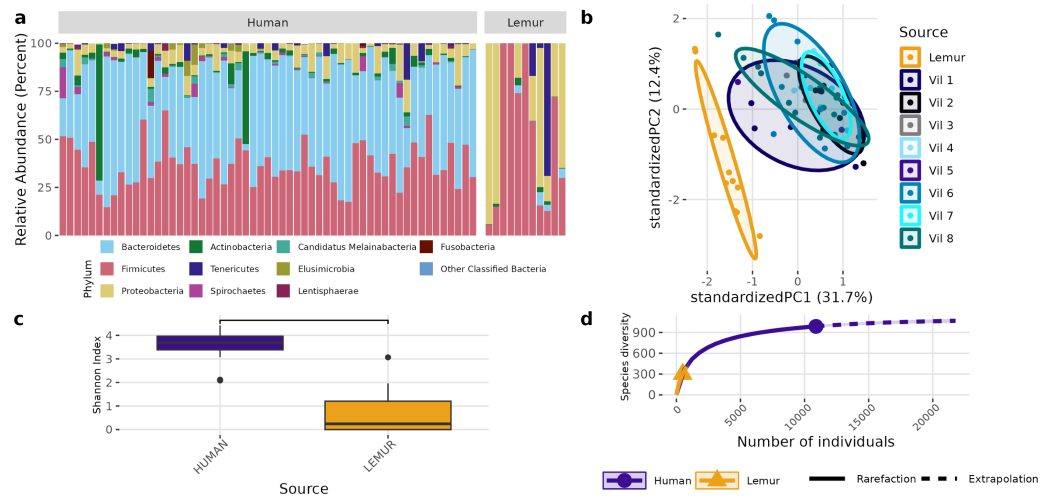 a
Human
Lemur
Relative Abundance (Percent)
100
75
50
25
0
Phylum
Bacteroidetes
Actinobacteria
Candidatus Melainabacteria
Fusobacteria
Firmicutes
Tenericutes
Elusimicrobia
Other Classified Bacteria
Proteobacteria
Spirochaetes
Lentisphaerae
b
standardizedPC2 (12.4%)
2
0
-2
-2
-1
0
1
standardizedPC1 (31.7%)
Source
Lemur
Vil 1
Vil 2
Vil 3
Vil 4
Vil 5
Vil 6
Vil 7
Vil 8
c
Shannon Index
4
3
2
1
0
HUMAN
LEMUR
Source
d
Species diversity
900
600
300
0
0
5000
10000
15000
20000
Number of individuals
Human
Lemur
Rarefaction
Extrapolation